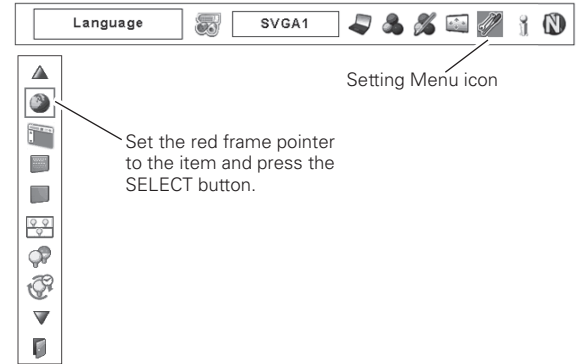 Language SVGA1
Setting Menu icon
Set the red frame pointer
to the item and press the
SELECT button.